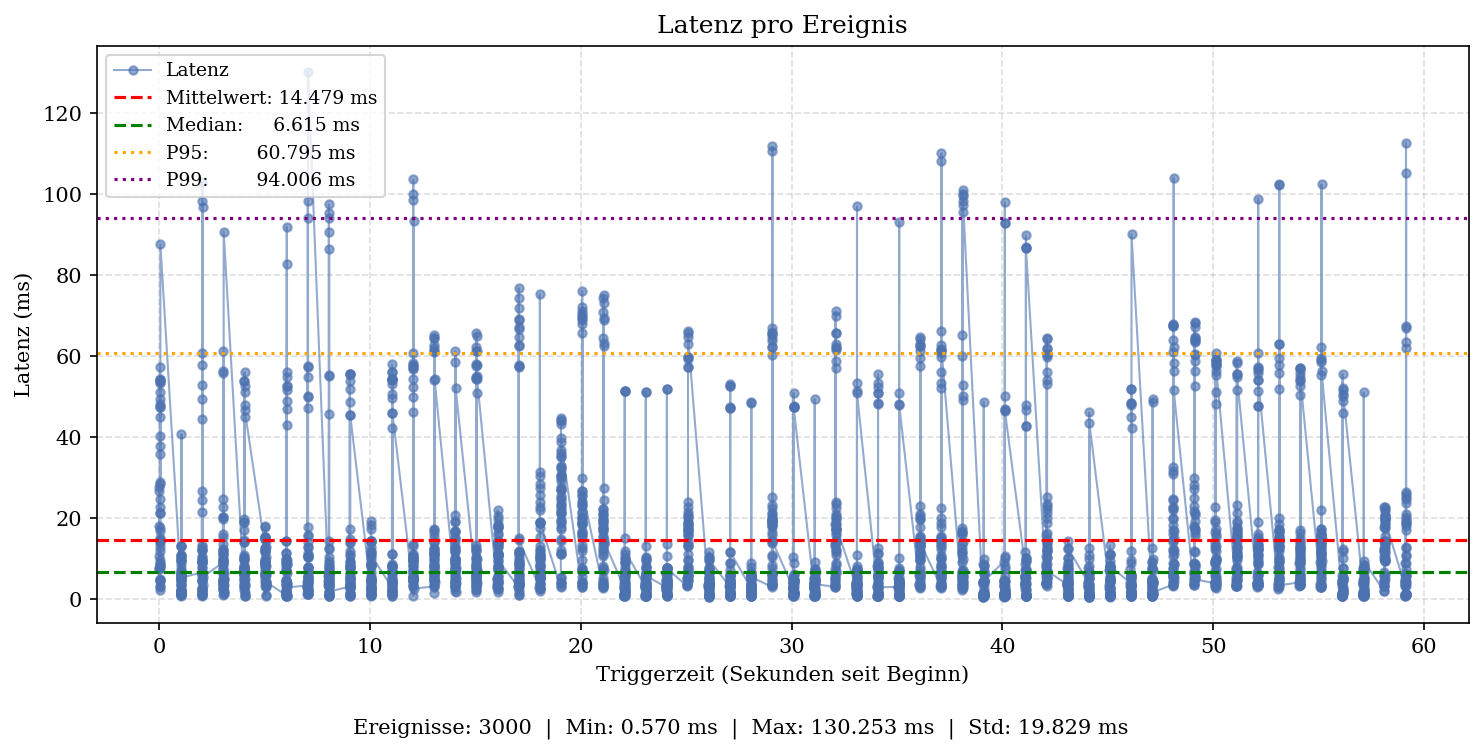 Latenz pro Ereignis
Latenz
Mittelwert: 14.479 ms
Median: 6.615 ms
P95: 60.795 ms
P99: 94.006 ms
Latenz (ms)
120
100
80
60
40
20
0
0 10 20 30 40 50 60
Triggerzeit (Sekunden seit Beginn)
Ereignisse: 3000 | Min: 0.570 ms | Max: 130.253 ms | Std: 19.829 ms